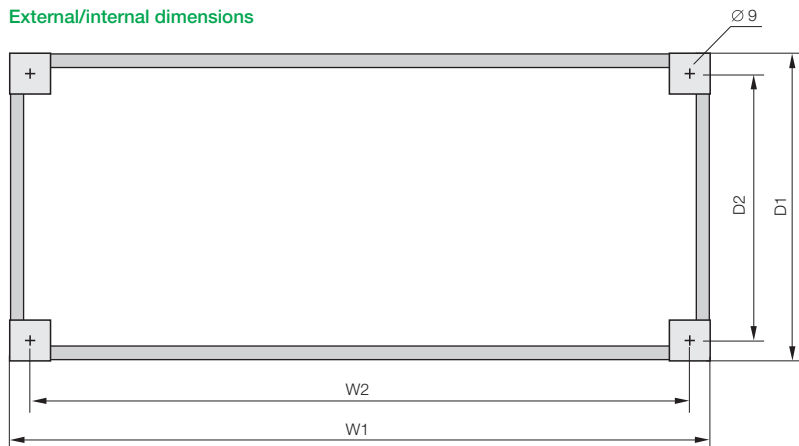 External/internal dimensions
∅ 9
D2
D1
W2
W1